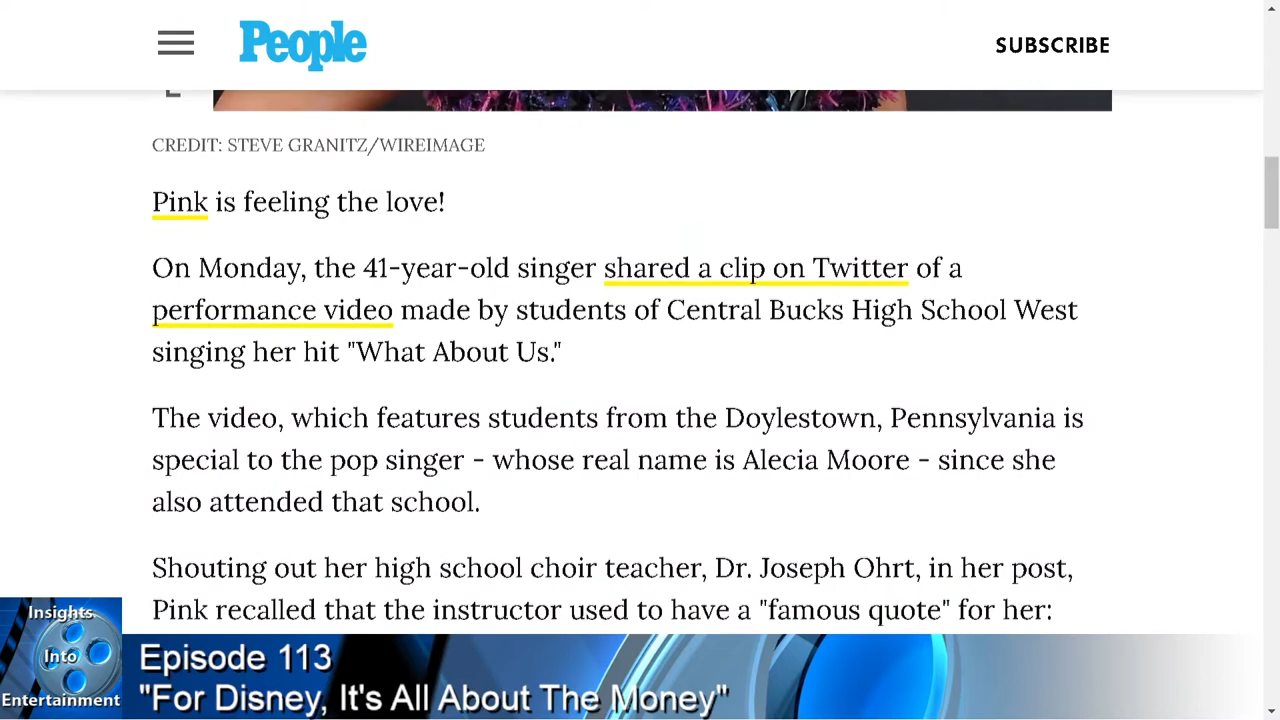 People
SUBSCRIBE
CREDIT: STEVE GRANITZ/WIREIMAGE
Pink is feeling the love!
On Monday, the 41-year-old singer shared a clip on Twitter of a
performance video made by students of Central Bucks High School West
singing her hit "What About Us."
The video, which features students from the Doylestown, Pennsylvania is
special to the pop singer - whose real name is Alecia Moore - since she
also attended that school.
Shouting out her high school choir teacher, Dr. Joseph Ohrt, in her post,
Pink recalled that the instructor used to have a "famous quote" for her:
Insights
Into
Entertainment
Episode 113
"For Disney, It's All About The Money"